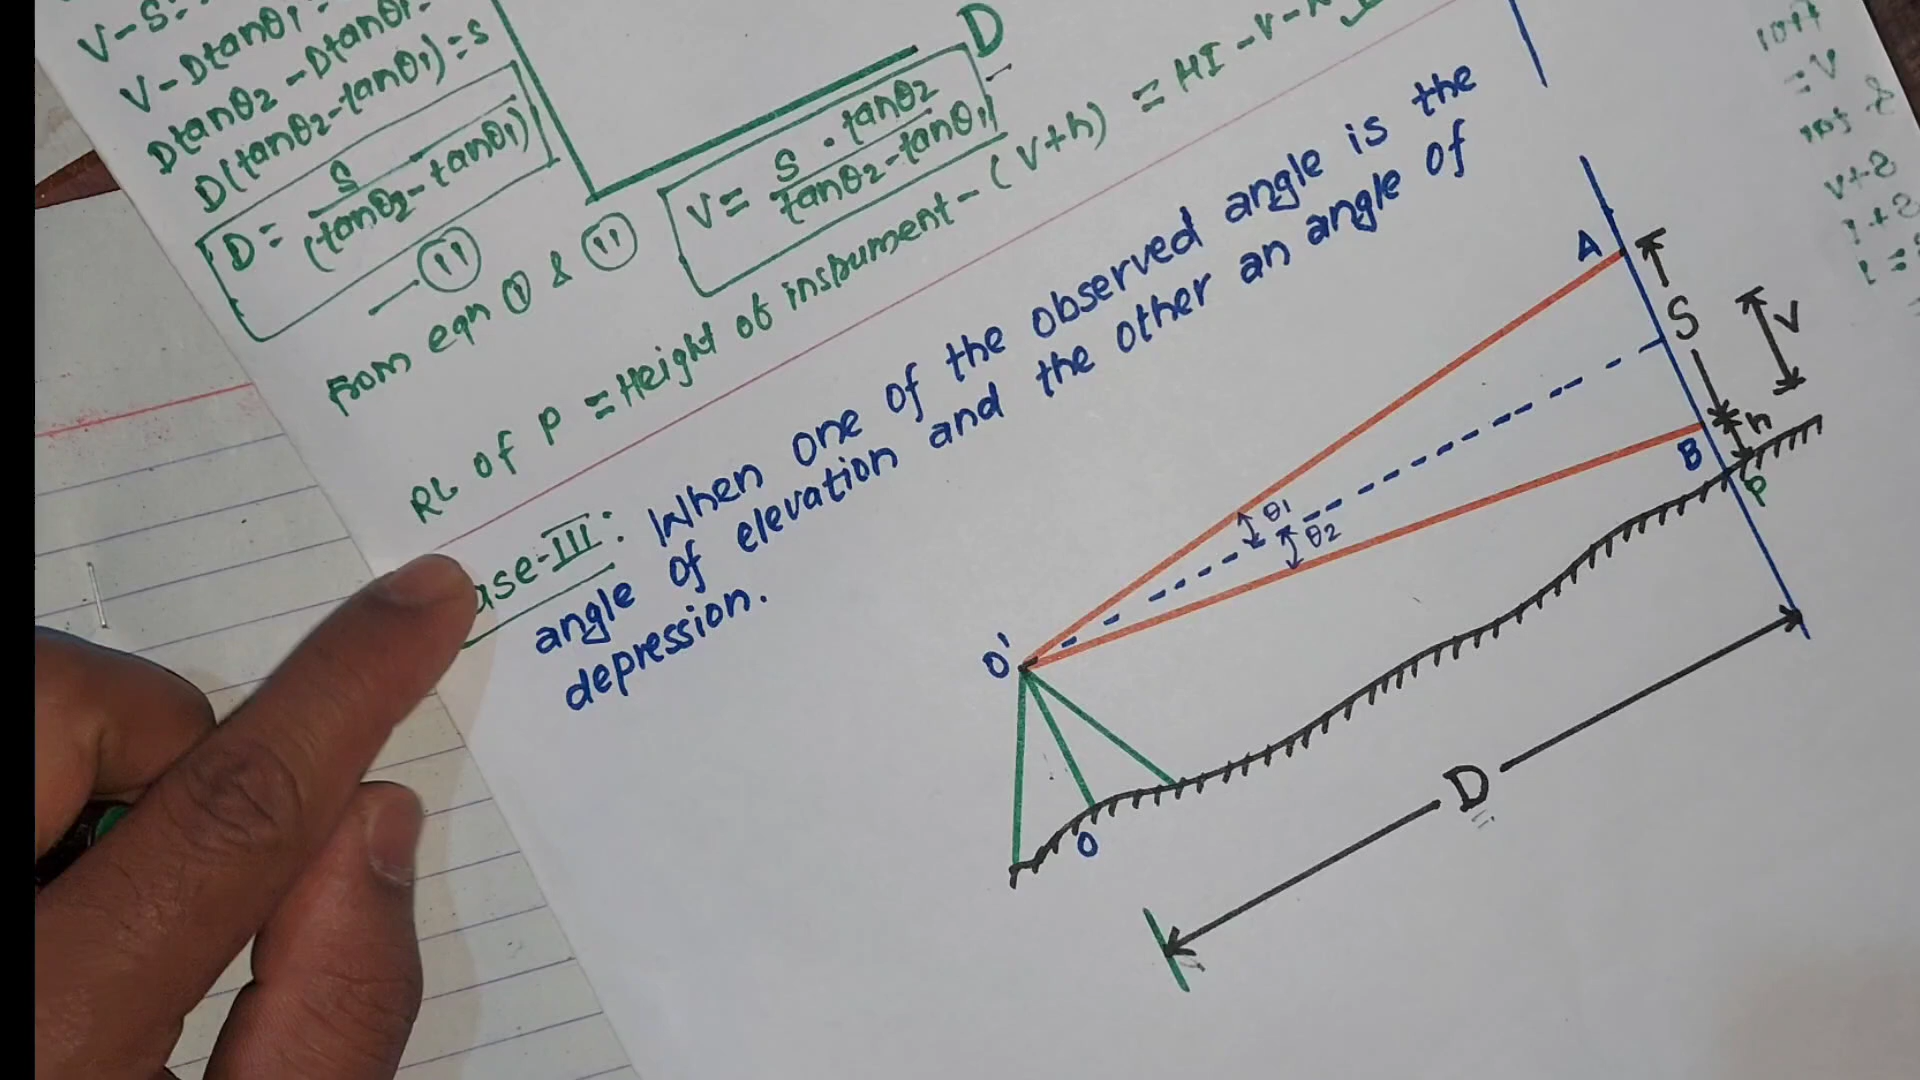 V-S=
V-Dtanθ1
Dtanθ2-Dtanθ1
D(tanθ2-tanθ1)=S
D= S/(tanθ2-tanθ1)
—(ii)
from eqn (i) & (ii)
V= S·tanθ2/tanθ2-tanθ1
D
RL of P = Height of instrument-(V+h) = HI-V-h
Case-III: When one of the observed angle is the
angle of elevation and the other an angle of
depression.
A
S
V
h
B
P
θ1
θ2
O'
O
D